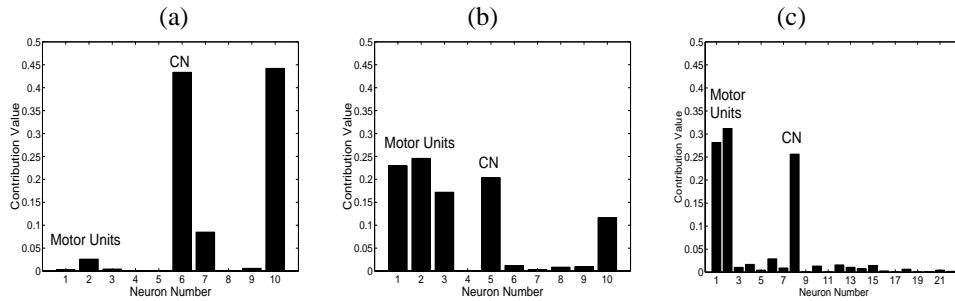 (a)
0.5
0.45
0.4
0.35
0.3
0.25
0.2
0.15
0.1
0.05
0
Contribution Value
CN
Motor Units
1 2 3 4 5 6 7 8 9 10
Neuron Number
(b)
0.5
0.45
0.4
0.35
0.3
0.25
0.2
0.15
0.1
0.05
0
Contribution Value
Motor Units
CN
1 2 3 4 5 6 7 8 9 10
Neuron Number
(c)
0.5
0.45
0.4
0.35
0.3
0.25
0.2
0.15
0.1
0.05
0
Contribution Value
Motor
Units
CN
1 3 5 7 9 11 13 15 17 19 21
Neuron Number